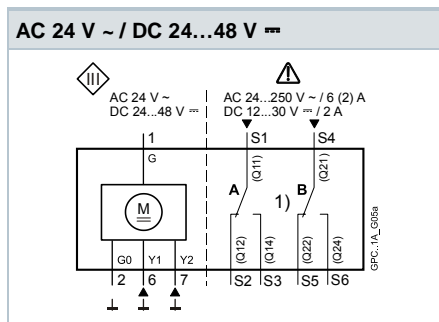 AC 24 V ~ / DC 24...48 V ⎓
III
AC 24 V ~
DC 24...48 V ⎓
AC 24...250 V ~ / 6 (2) A
DC 12...30 V ⎓ / 2 A
1 S1 S4
G (Q11) (Q21)
A 1) B
M
G0 Y1 Y2 (Q12) (Q14) (Q22) (Q24)
2 6 7 S2 S3 S5 S6
GPC..1A_G05a